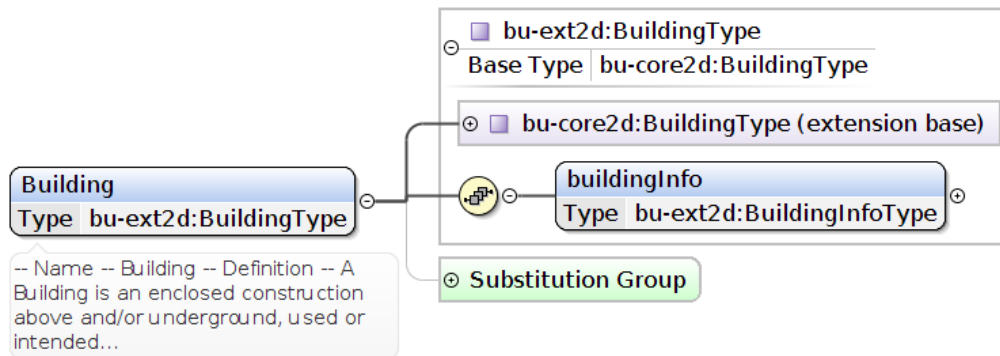 bu-ext2d:BuildingType
Base Type bu-core2d:BuildingType
bu-core2d:BuildingType (extension base)
Building
Type bu-ext2d:BuildingType
buildingInfo
Type bu-ext2d:BuildingInfoType
-- Name -- Building -- Definition -- A
Building is an enclosed construction
above and/or underground, used or
intended...
Substitution Group